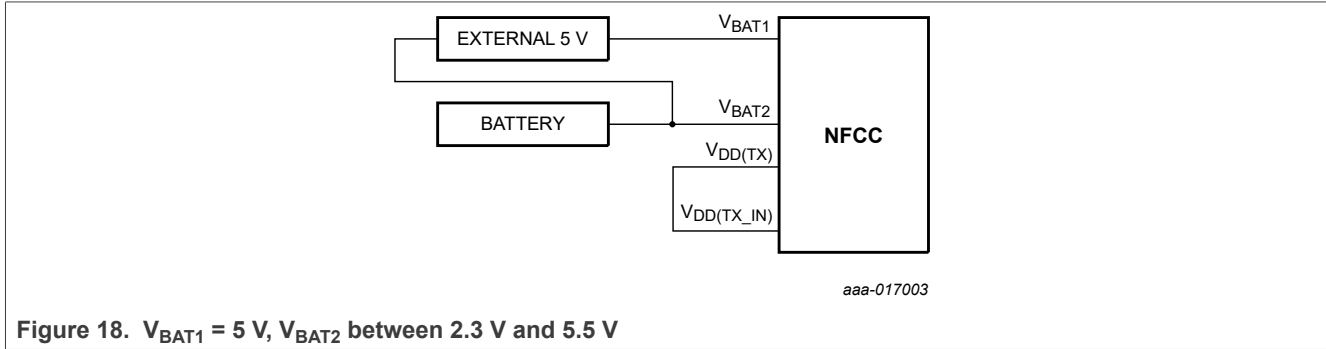 EXTERNAL 5 V
VBAT1
BATTERY
VBAT2
NFCC
VDD(TX)
VDD(TX_IN)
aaa-017003
Figure 18. VBAT1 = 5 V, VBAT2 between 2.3 V and 5.5 V